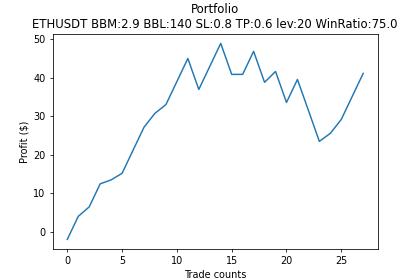 Portfolio
ETHUSDT BBM:2.9 BBL:140 SL:0.8 TP:0.6 lev:20 WinRatio:75.0
50
40
30
20
10
0
Profit ($)
0 5 10 15 20 25
Trade counts